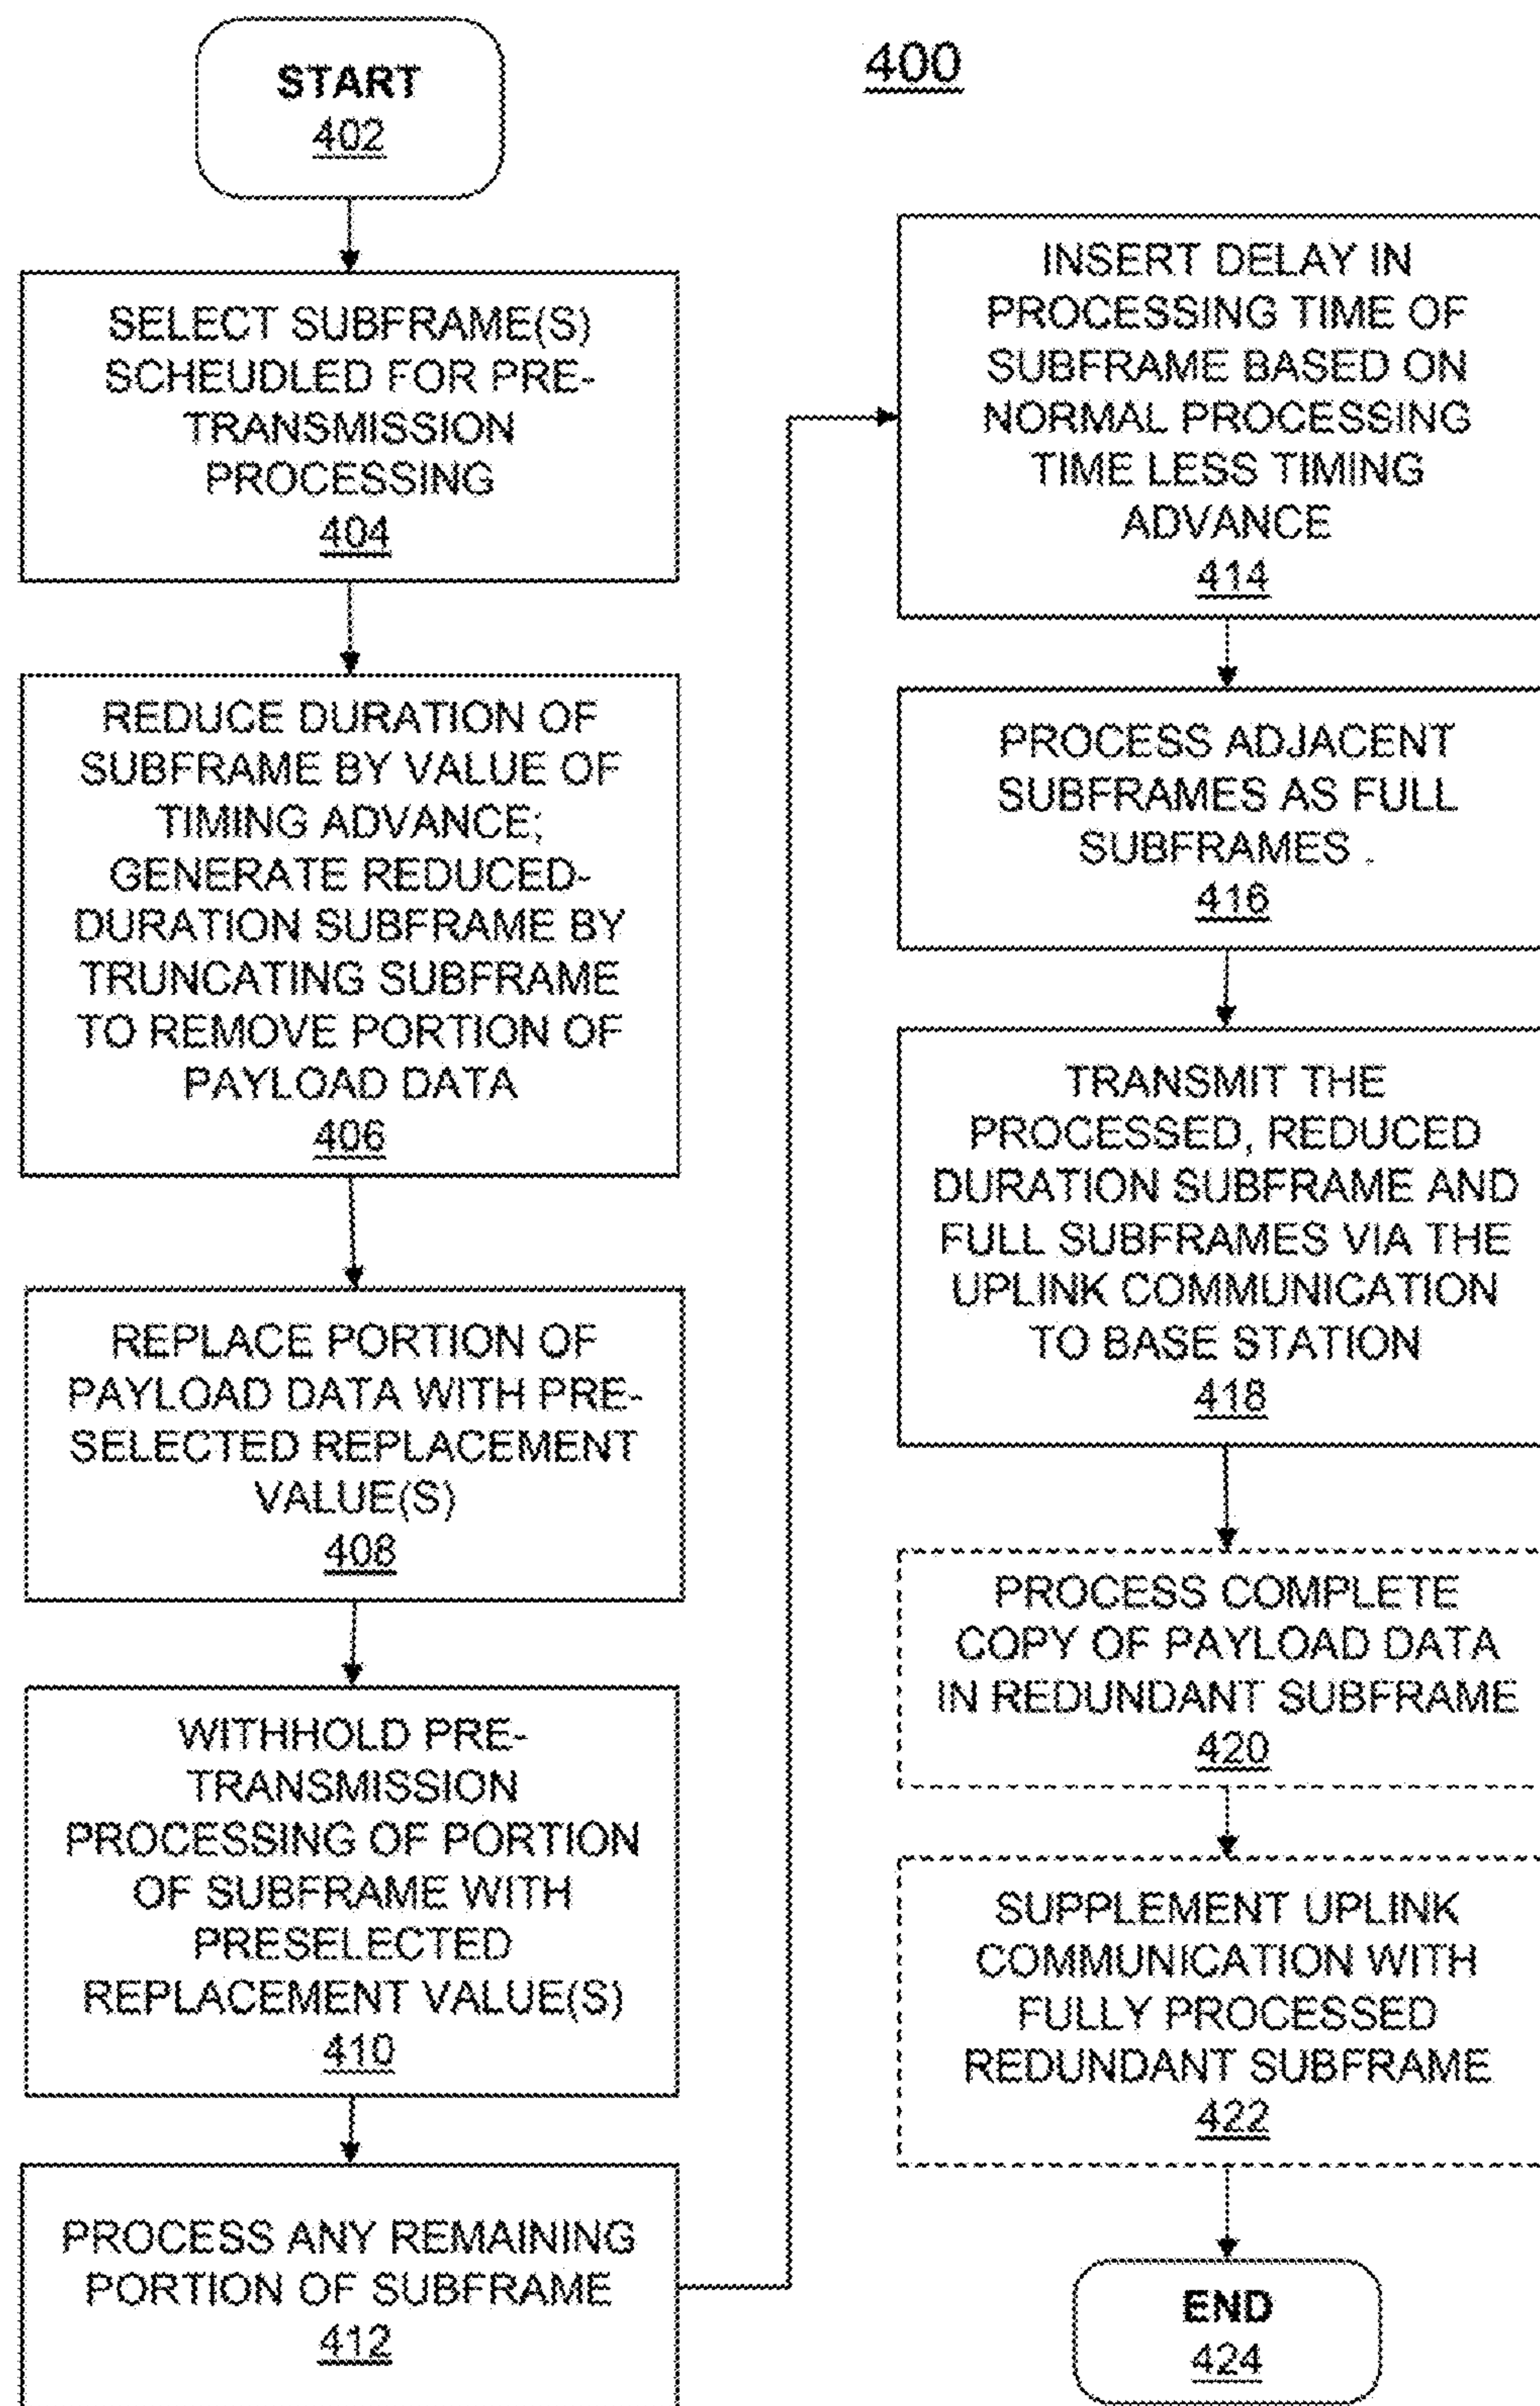 400
START
402
SELECT SUBFRAME(S)
SCHEUDLED FOR PRE-
TRANSMISSION
PROCESSING
404
REDUCE DURATION OF
SUBFRAME BY VALUE OF
TIMING ADVANCE;
GENERATE REDUCED-
DURATION SUBFRAME BY
TRUNCATING SUBFRAME
TO REMOVE PORTION OF
PAYLOAD DATA
406
REPLACE PORTION OF
PAYLOAD DATA WITH PRE-
SELECTED REPLACEMENT
VALUE(S)
408
WITHHOLD PRE-
TRANSMISSION
PROCESSING OF PORTION
OF SUBFRAME WITH
PRESELECTED
REPLACEMENT VALUE(S)
410
PROCESS ANY REMAINING
PORTION OF SUBFRAME
412
INSERT DELAY IN
PROCESSING TIME OF
SUBFRAME BASED ON
NORMAL PROCESSING
TIME LESS TIMING
ADVANCE
414
PROCESS ADJACENT
SUBFRAMES AS FULL
SUBFRAMES .
416
TRANSMIT THE
PROCESSED, REDUCED
DURATION SUBFRAME AND
FULL SUBFRAMES VIA THE
UPLINK COMMUNICATION
TO BASE STATION
418
PROCESS COMPLETE
COPY OF PAYLOAD DATA
IN REDUNDANT SUBFRAME
420
SUPPLEMENT UPLINK
COMMUNICATION WITH
FULLY PROCESSED
REDUNDANT SUBFRAME
422
END
424